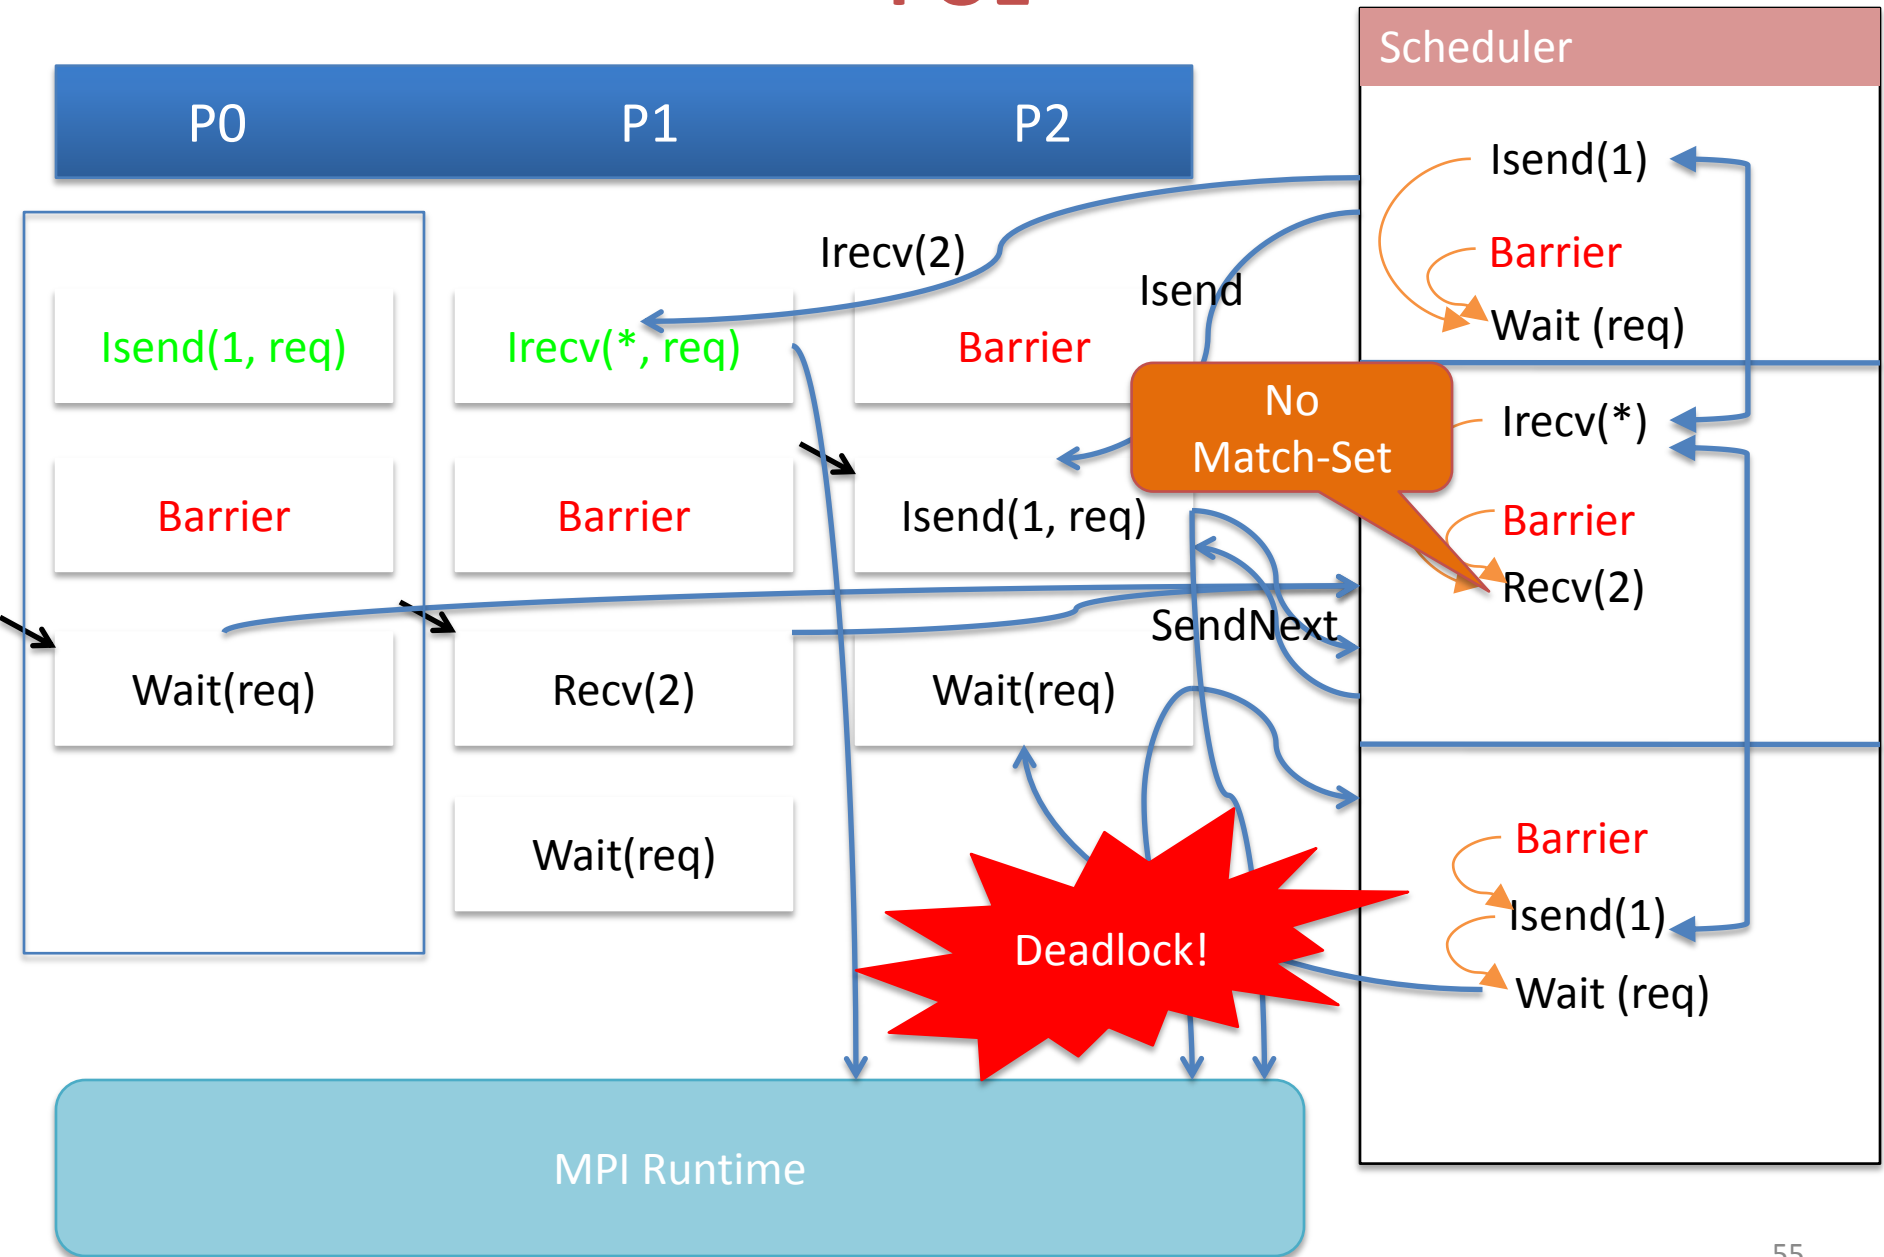 Scheduler
P0
P1
P2
Isend(1)
Irecv(2)
Barrier
Isend
Wait (req)
Isend(1, req)
Irecv(*, req)
Barrier
No
Match-Set
Irecv(*)
Barrier
Barrier
Isend(1, req)
Barrier
Recv(2)
SendNext
Wait(req)
Recv(2)
Wait(req)
Wait(req)
Barrier
Isend(1)
Deadlock!
Wait (req)
MPI Runtime
55